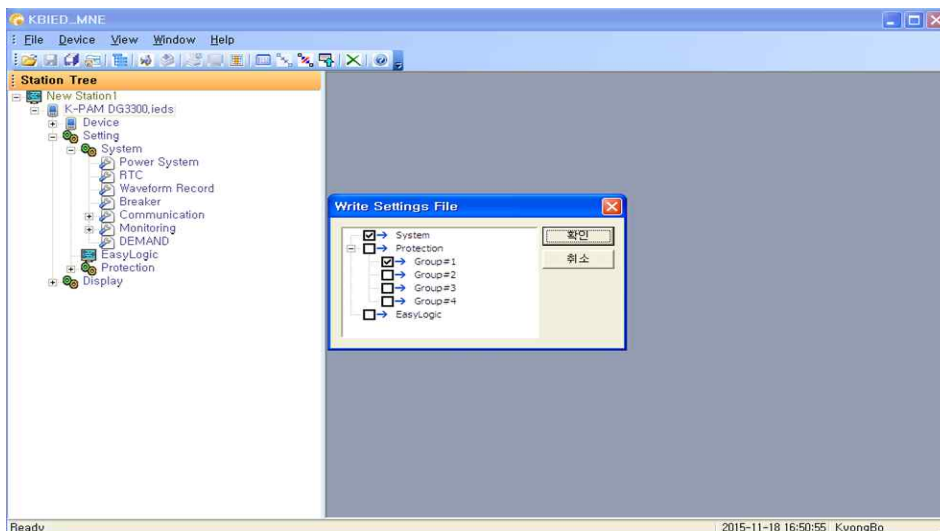 KBIED_MNE
File Device View Window Help
Station Tree
New Station1
K-PAM DG3300.ieds
Device
Setting
System
Power System
RTC
Waveform Record
Breaker
Communication
Monitoring
DEMAND
EasyLogic
Protection
Display
Write Settings File
System
Protection
Group#1
Group#2
Group#3
Group#4
EasyLogic
확인
취소
Ready 2015-11-18 16:50:55 KyongBo